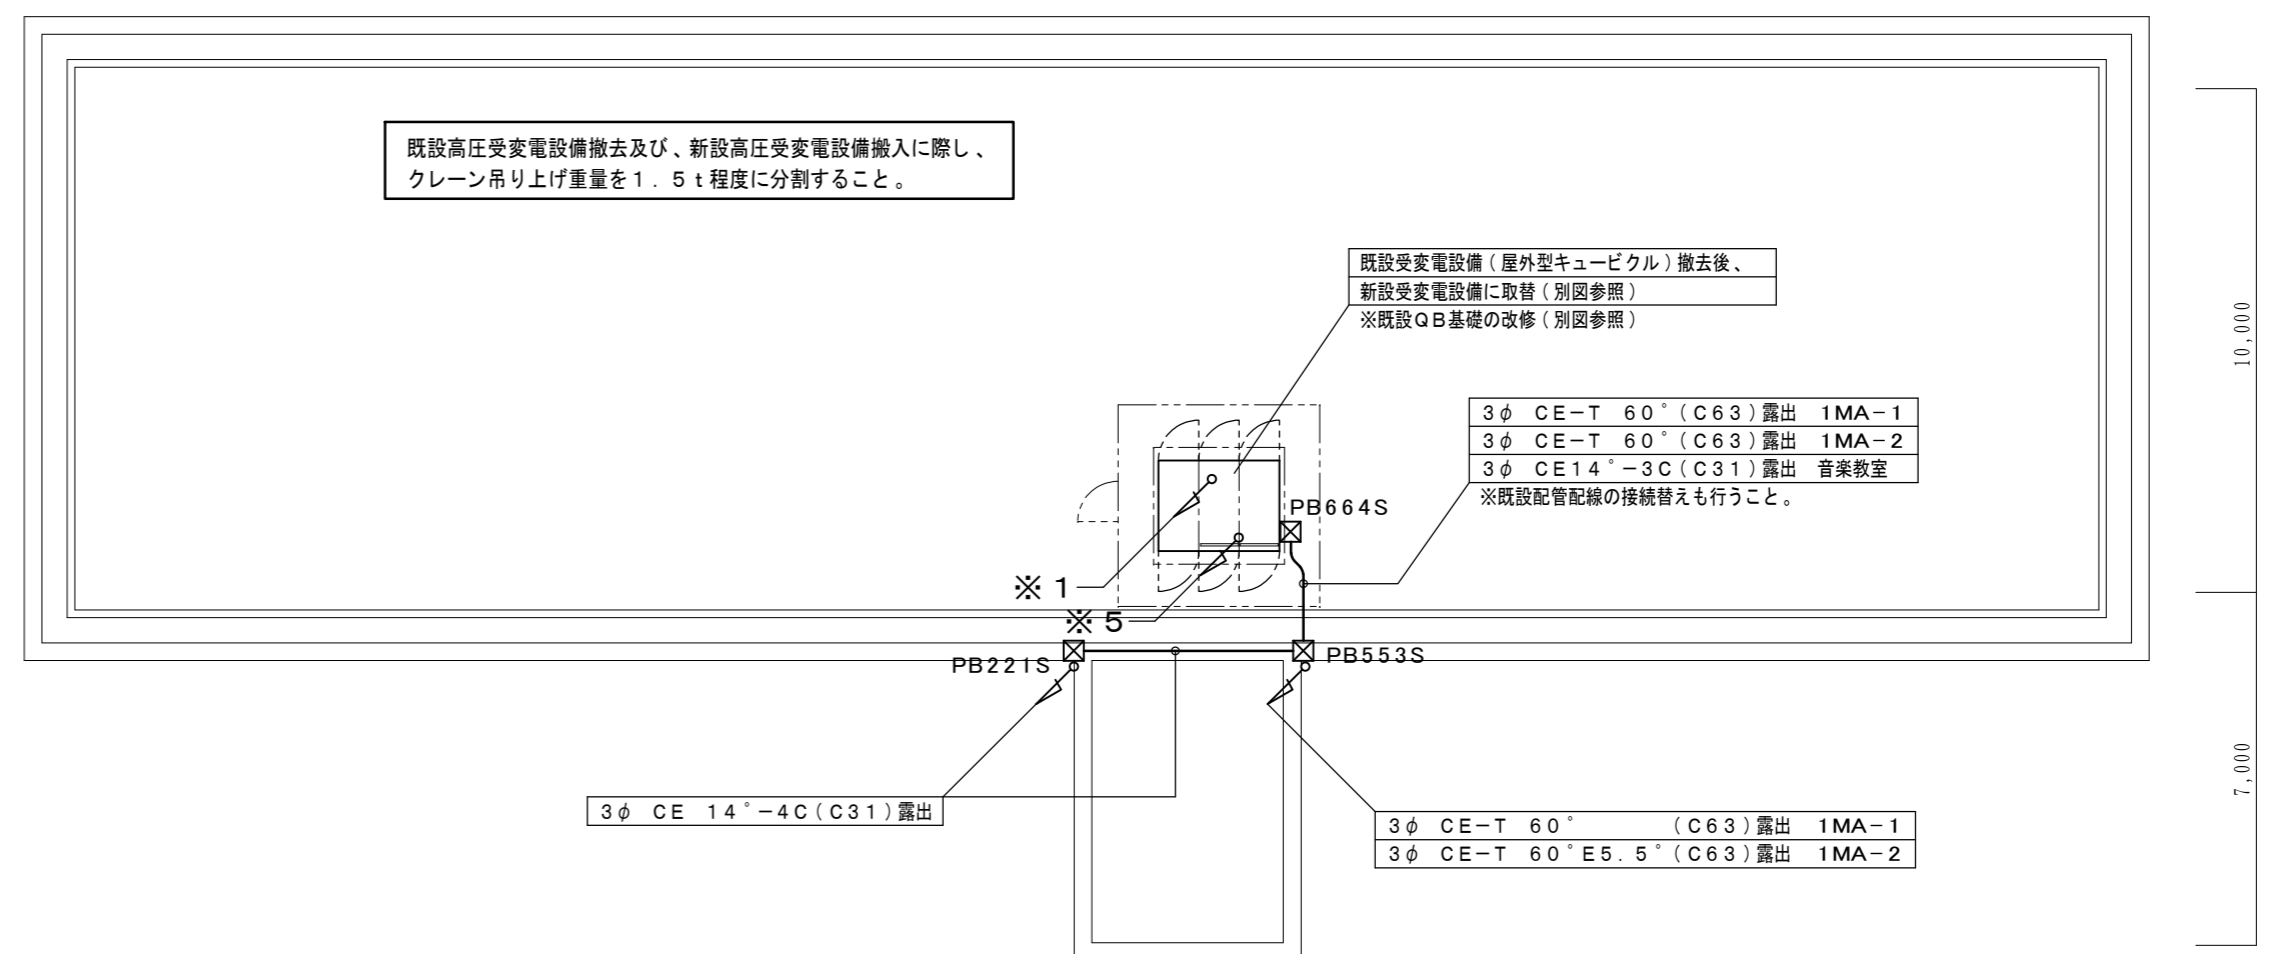 既設高圧受変電設備撤去及び、新設高圧受変電設備搬入に際し、
クレーン吊り上げ重量を１．５ｔ程度に分割すること。
既設受変電設備（屋外型キュービクル）撤去後、
新設受変電設備に取替（別図参照）
※既設ＱＢ基礎の改修（別図参照）
10,000
３φ　ＣＥ－Ｔ　６０゜（Ｃ６３）露出　１ＭＡ－１
３φ　ＣＥ－Ｔ　６０゜（Ｃ６３）露出　１ＭＡ－２
３φ　ＣＥ１４゜－３Ｃ（Ｃ３１）露出　音楽教室
※既設配管配線の接続替えも行うこと。
ＰＢ６６４Ｓ
※１
※５
ＰＢ２２１Ｓ
ＰＢ５５３Ｓ
7,000
３φ　ＣＥ　１４゜－４Ｃ（Ｃ３１）露出
３φ　ＣＥ－Ｔ　６０゜　　　　（Ｃ６３）露出　１ＭＡ－１
３φ　ＣＥ－Ｔ　６０゜Ｅ５．５゜（Ｃ６３）露出　１ＭＡ－２